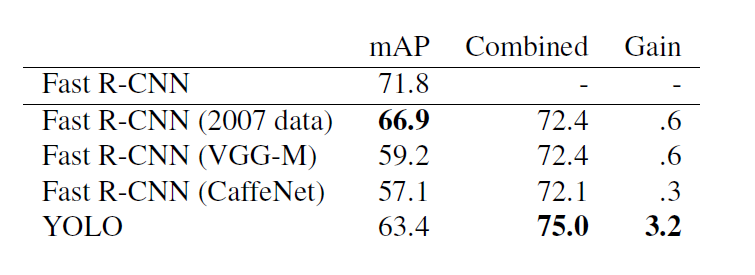 mAP Combined Gain
Fast R-CNN 71.8 - -
Fast R-CNN (2007 data) 66.9 72.4 .6
Fast R-CNN (VGG-M) 59.2 72.4 .6
Fast R-CNN (CaffeNet) 57.1 72.1 .3
YOLO 63.4 75.0 3.2